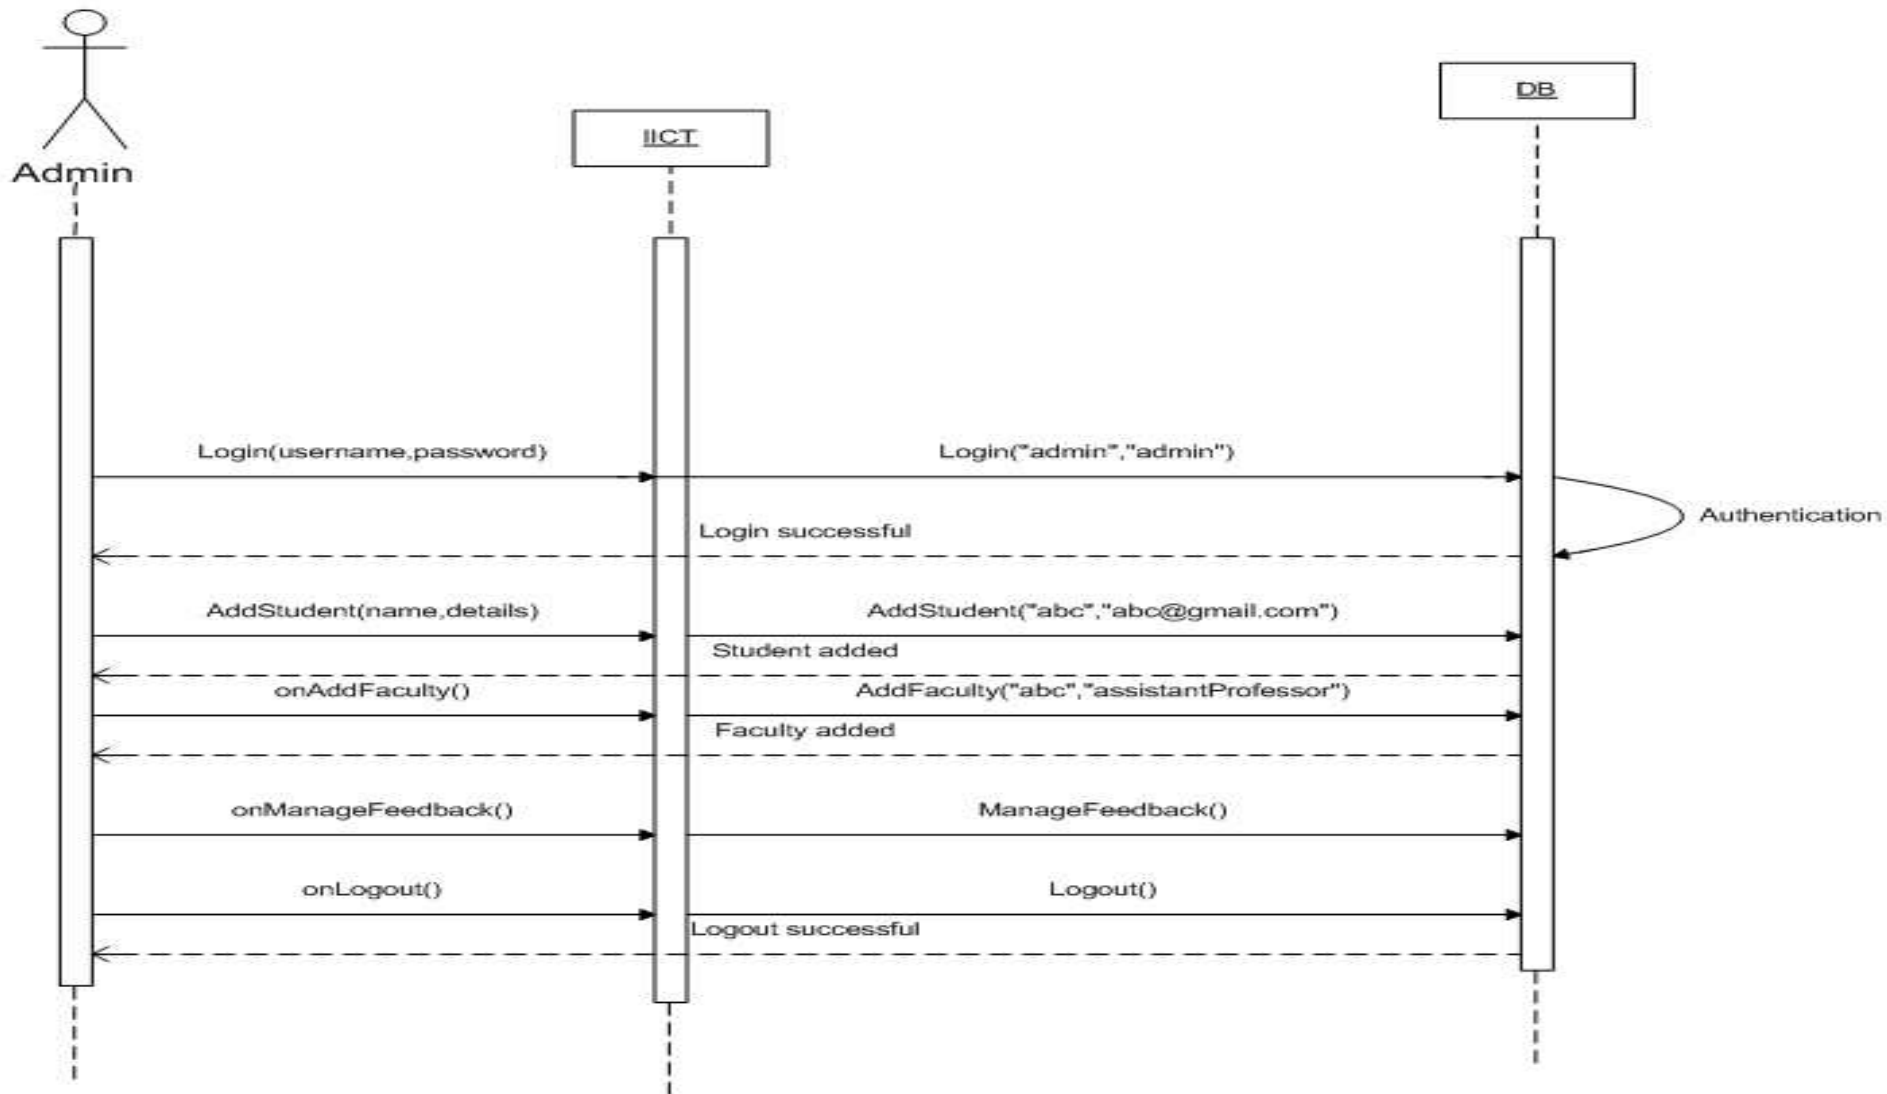 DB
IICT
Admin
Login(username,password)
Login("admin","admin")
Authentication
Login successful
AddStudent(name,details)
AddStudent("abc","abc@gmail.com")
Student added
onAddFaculty()
AddFaculty("abc","assistantProfessor")
Faculty added
onManageFeedback()
ManageFeedback()
onLogout()
Logout()
Logout successful